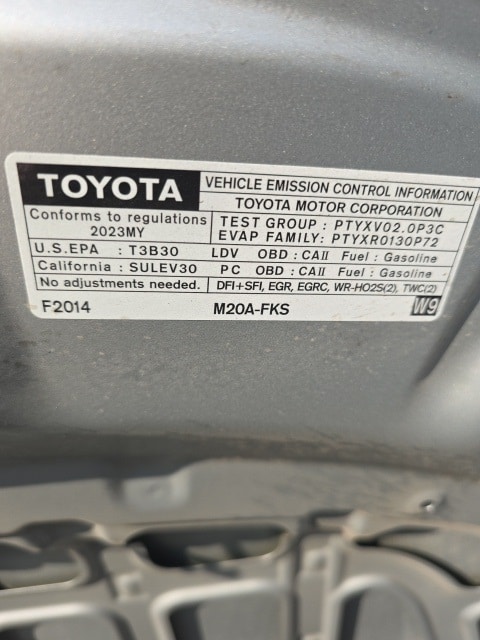 TOYOTA
VEHICLE EMISSION CONTROL INFORMATION
TOYOTA MOTOR CORPORATION
Conforms to regulations
2023MY
TEST GROUP : PTYXV02.0P3C
EVAP FAMILY: PTYXR0130P72
U.S.EPA : T3B30 LDV OBD : CAII Fuel : Gasoline
California : SULEV30 PC OBD : CAII Fuel : Gasoline
No adjustments needed. DFI+SFI, EGR, EGRC, WR-HO2S(2), TWC(2)
F2014 M20A-FKS W9